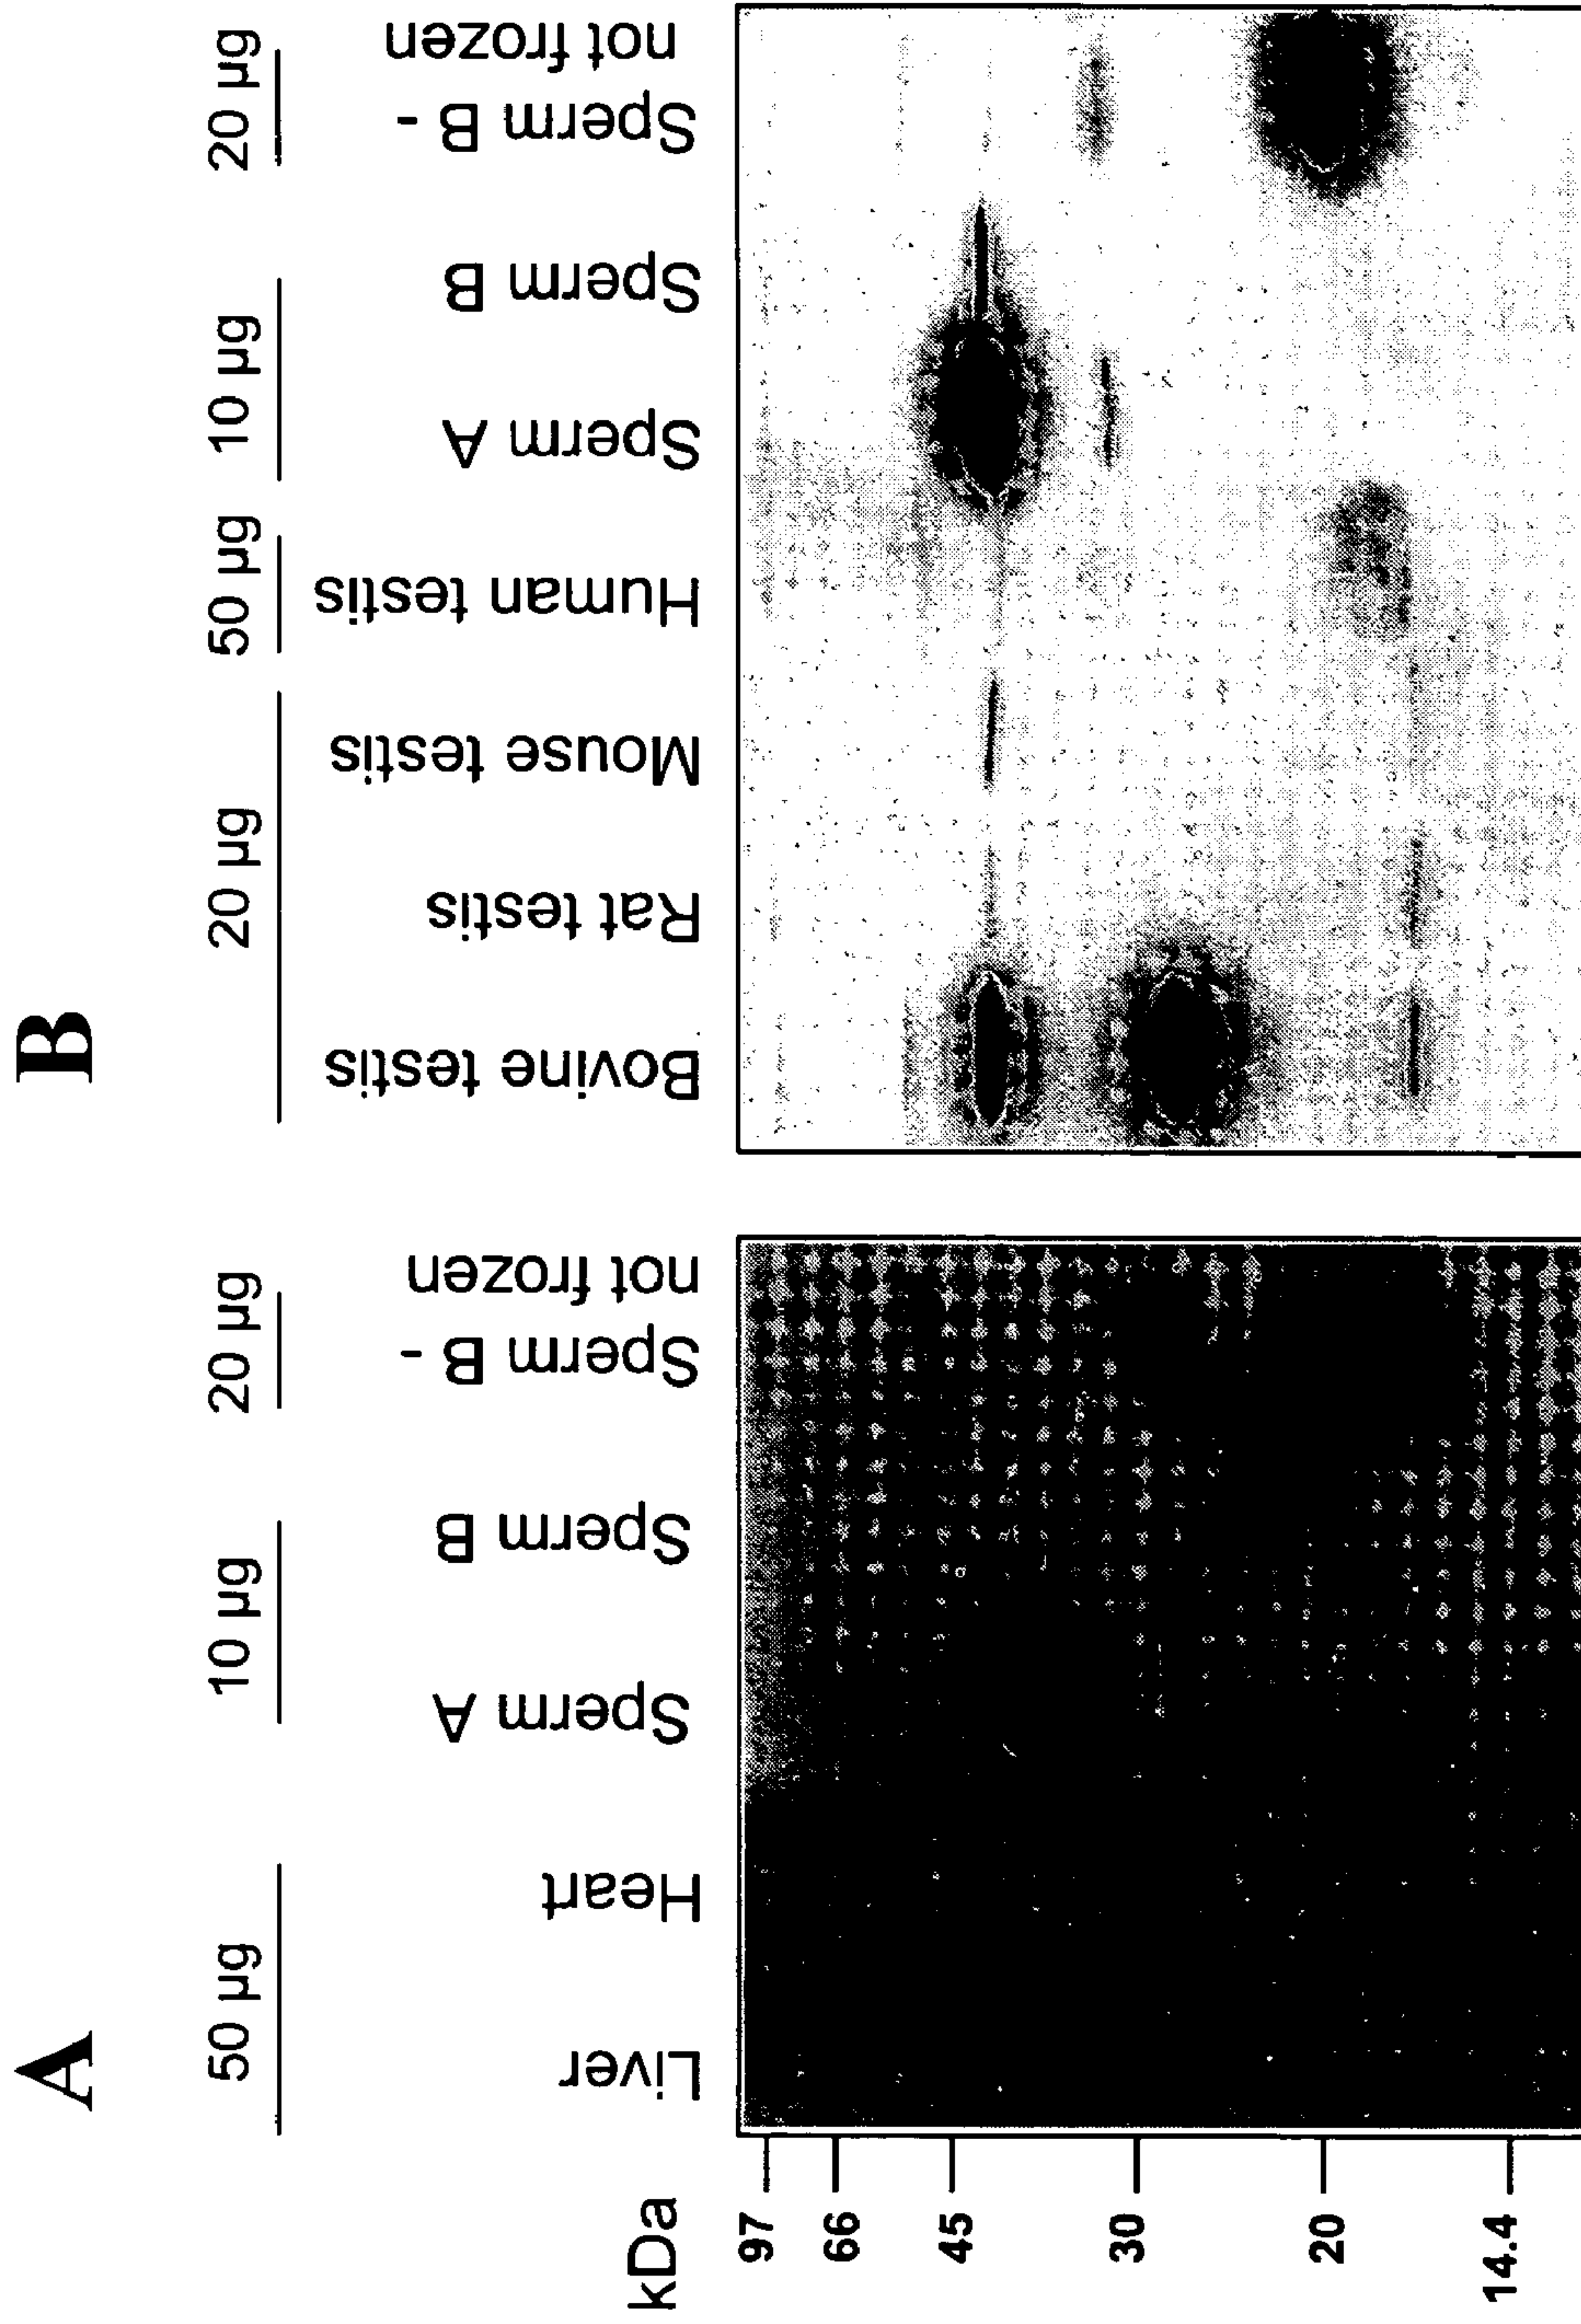 A
50 µg
10 µg
20 µg
Liver
Heart
Sperm A
Sperm B
Sperm B -
not frozen
kDa
97
66
45
30
20
14.4
B
20 µg
50 µg
10 µg
20 µg
Bovine testis
Rat testis
Mouse testis
Human testis
Sperm A
Sperm B
Sperm B -
not frozen